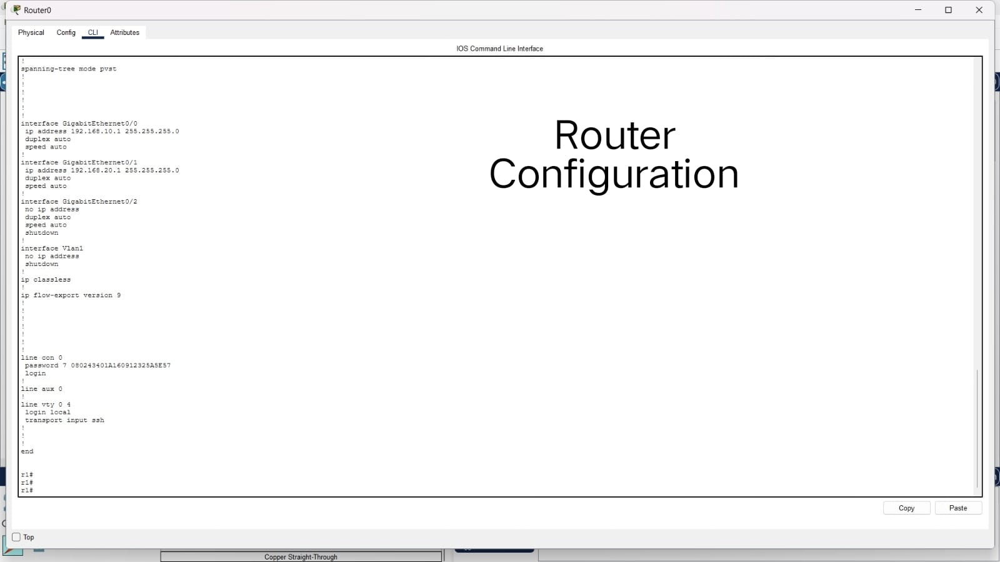 Router0
Physical Config CLI Attributes
IOS Command Line Interface
!
spanning-tree mode pvst
!
!
!
!
!
!
interface GigabitEthernet0/0
ip address 192.168.10.1 255.255.255.0
duplex auto
speed auto
!
interface GigabitEthernet0/1
ip address 192.168.20.1 255.255.255.0
duplex auto
speed auto
!
interface GigabitEthernet0/2
no ip address
duplex auto
speed auto
shutdown
!
interface Vlan1
no ip address
shutdown
!
ip classless
!
ip flow-export version 9
!
!
!
!
!
!
!
line con 0
password 7 080243401A160912325A5E57
login
!
line aux 0
!
line vty 0 4
login local
transport input ssh
!
!
!
end
r1#
r1#
r1#
Router
Configuration
Copy Paste
Top
Copper Straight-Through